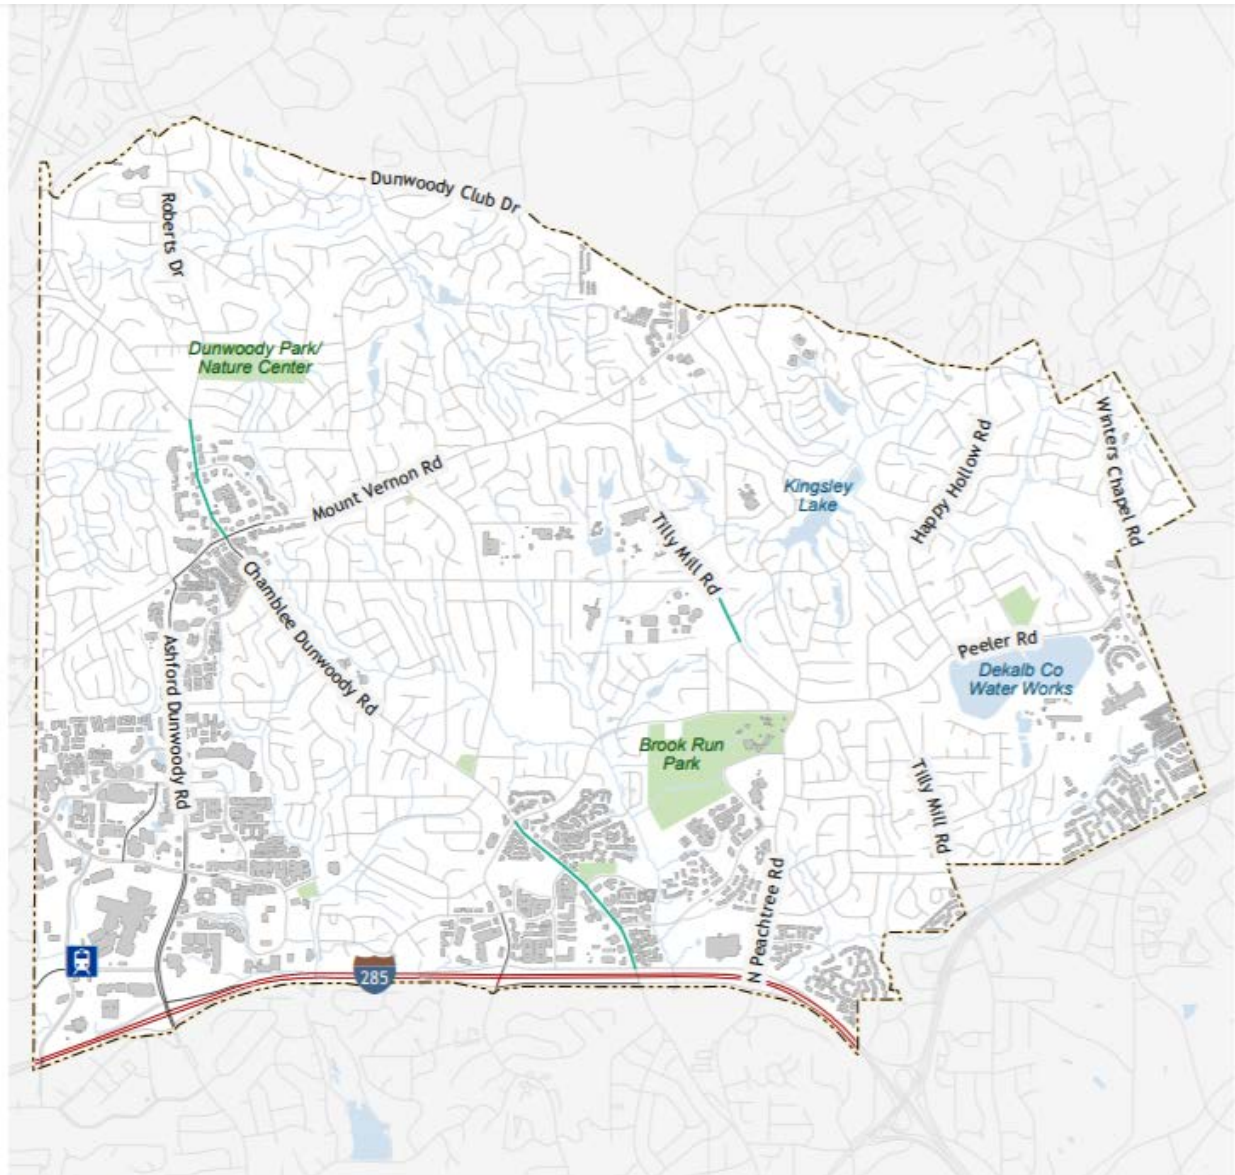 Dunwoody Club Dr
Roberts Dr
Dunwoody Park/
Nature Center
Mount Vernon Rd
Winters Chapel Rd
Happy Hollow Rd
Kingsley
Lake
Tilly Mill Rd
Chamblee Dunwoody Rd
Ashford Dunwoody Rd
Peeler Rd
Dekalb Co
Water Works
Brook Run
Park
Tilly Mill Rd
N Peachtree Rd
285